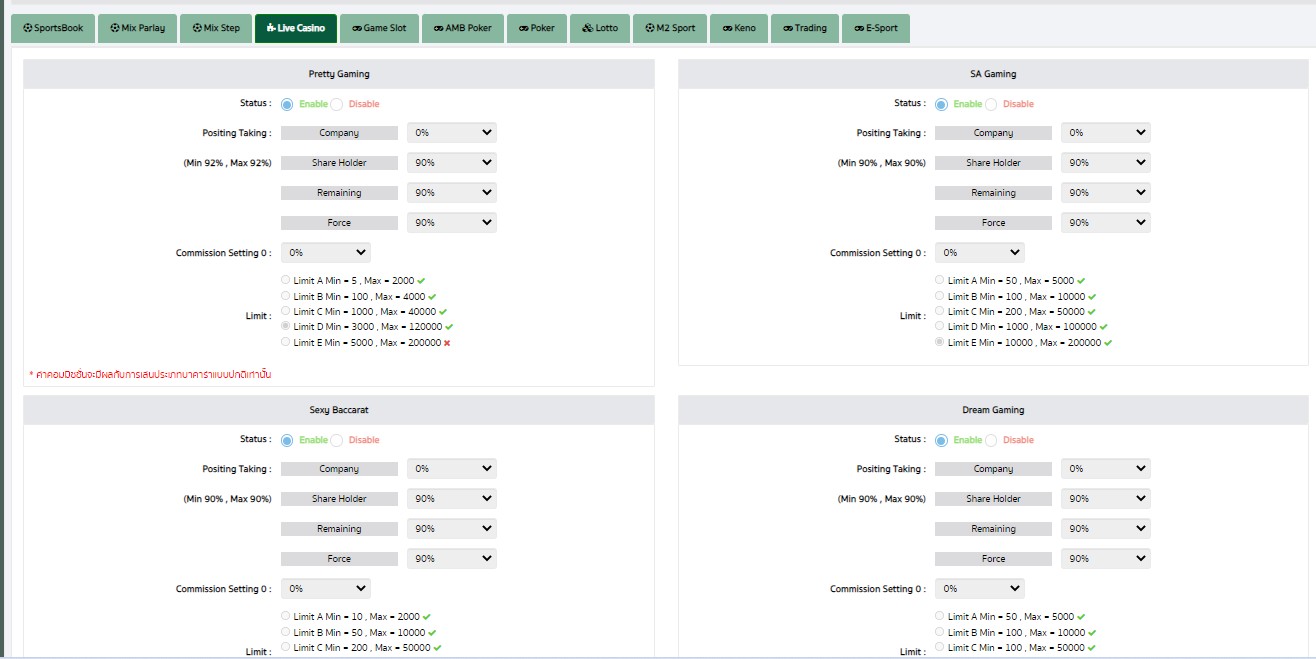 SportsBook Mix Parlay Mix Step Live Casino Game Slot AMB Poker Poker Lotto M2 Sport Keno Trading E-Sport
Pretty Gaming
Status : Enable Disable
Positing Taking : Company 0%
(Min 92% , Max 92%) Share Holder 90%
Remaining 90%
Force 90%
Commission Setting 0 : 0%
Limit A Min = 5 , Max = 2000
Limit B Min = 100 , Max = 4000
Limit C Min = 1000 , Max = 40000
Limit :
Limit D Min = 3000 , Max = 120000
Limit E Min = 5000 , Max = 200000
* ค่าคอมมิชชั่นจะมีผลกับการเล่นประเภทบาคาร่าแบบปกติเท่านั้น
SA Gaming
Status : Enable Disable
Positing Taking : Company 0%
(Min 90% , Max 90%) Share Holder 90%
Remaining 90%
Force 90%
Commission Setting 0 : 0%
Limit A Min = 50 , Max = 5000
Limit B Min = 100 , Max = 10000
Limit C Min = 200 , Max = 50000
Limit :
Limit D Min = 1000 , Max = 100000
Limit E Min = 10000 , Max = 200000
Sexy Baccarat
Status : Enable Disable
Positing Taking : Company 0%
(Min 90% , Max 90%) Share Holder 90%
Remaining 90%
Force 90%
Commission Setting 0 : 0%
Limit A Min = 10 , Max = 2000
Limit B Min = 50 , Max = 10000
Limit C Min = 200 , Max = 50000
Limit :
Dream Gaming
Status : Enable Disable
Positing Taking : Company 0%
(Min 90% , Max 90%) Share Holder 90%
Remaining 90%
Force 90%
Commission Setting 0 : 0%
Limit A Min = 50 , Max = 5000
Limit B Min = 100 , Max = 10000
Limit C Min = 100 , Max = 50000
Limit :